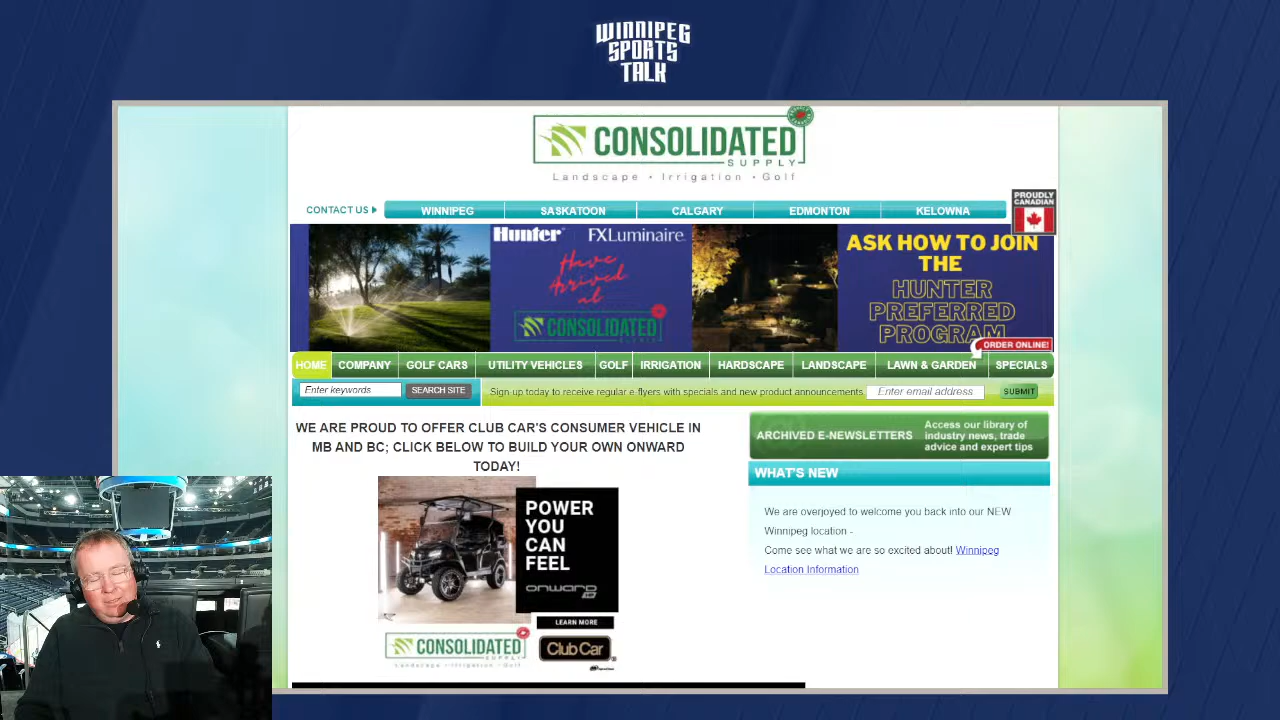 WINNIPEG
SPORTS
TALK
CONSOLIDATED
SUPPLY
Landscape • Irrigation • Golf
CONTACT US
WINNIPEG
SASKATOON
CALGARY
EDMONTON
KELOWNA
PROUDLY
CANADIAN
Hunter
FXLuminaire.
Have
Arrived
at
CONSOLIDATED
ASK HOW TO JOIN
THE
HUNTER
PREFERRED
PROGRAM
ORDER ONLINE!
HOME
COMPANY
GOLF CARS
UTILITY VEHICLES
GOLF
IRRIGATION
HARDSCAPE
LANDSCAPE
LAWN & GARDEN
SPECIALS
Enter keywords
SEARCH SITE
Sign up today to receive regular e-flyers with specials and new product announcements
Enter email address
SUBMIT
WE ARE PROUD TO OFFER CLUB CAR'S CONSUMER VEHICLE IN
MB AND BC; CLICK BELOW TO BUILD YOUR OWN ONWARD
TODAY!
POWER
YOU
CAN
FEEL
ONWARD
LEARN MORE
CONSOLIDATED
Landscape • Irrigation • Golf
Club Car
ARCHIVED E-NEWSLETTERS
Access our library of
industry news, trade
advice and expert tips
WHAT'S NEW
We are overjoyed to welcome you back into our NEW
Winnipeg location -
Come see what we are so excited about! Winnipeg
Location Information